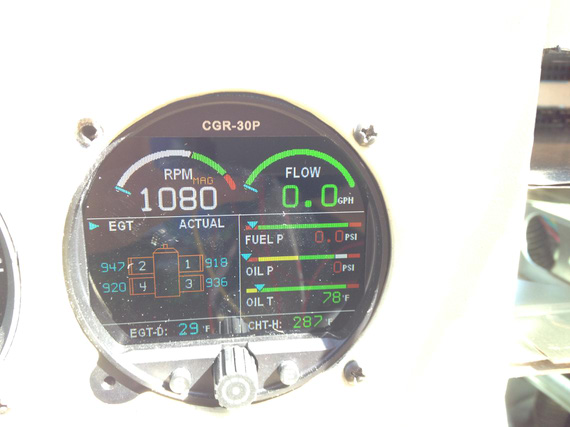 CGR-30P
RPM
MAG
1080
FLOW
0.0 GPH
EGT ACTUAL
947 2 1 918
920 4 3 936
FUEL P 0.0 PSI
OIL P 0 PSI
OIL T 78 °F
EGT-D: 29 °F
CHT-H: 287 °F